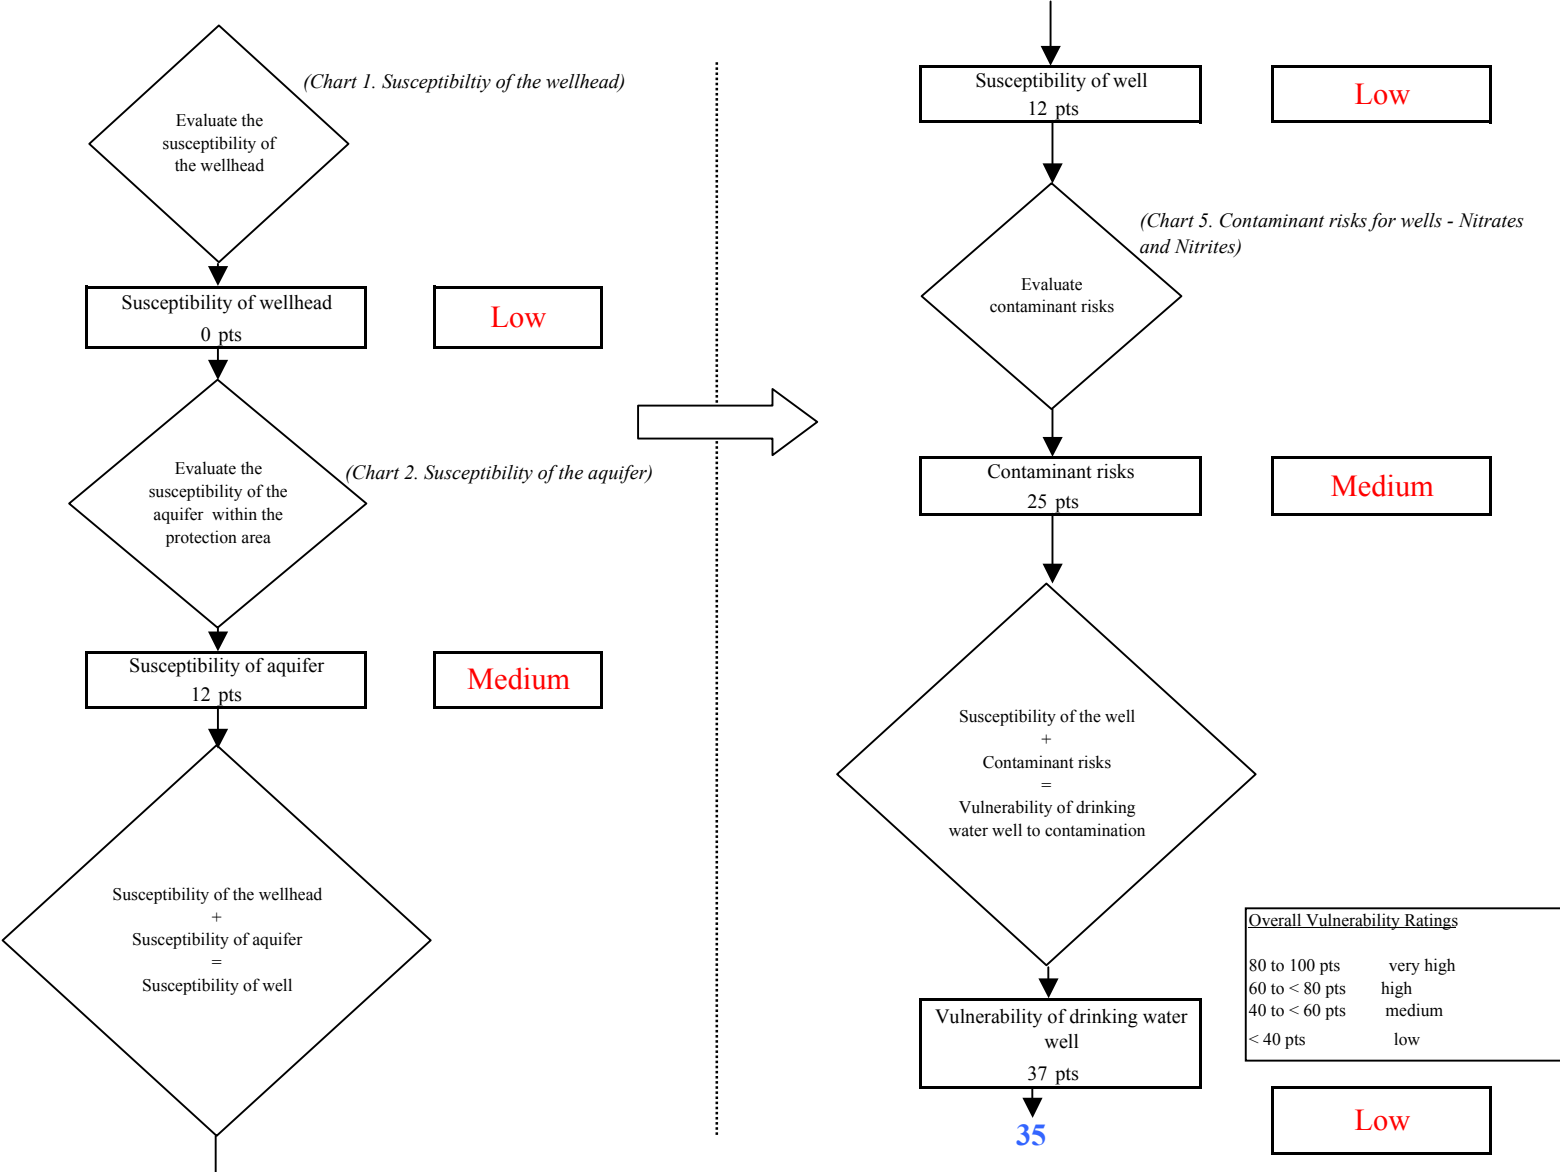 (Chart 1. Susceptibiltiy of the wellhead)
Evaluate the
susceptibility of
the wellhead
Susceptibility of wellhead
0 pts
Low
(Chart 2. Susceptibility of the aquifer)
Evaluate the
susceptibility of the
aquifer within the
protection area
Susceptibility of aquifer
12 pts
Medium
Susceptibility of the wellhead
+
Susceptibility of aquifer
=
Susceptibility of well
Susceptibility of well
12 pts
Low
(Chart 5. Contaminant risks for wells - Nitrates
and Nitrites)
Evaluate
contaminant risks
Contaminant risks
25 pts
Medium
Susceptibility of the well
+
Contaminant risks
=
Vulnerability of drinking
water well to contamination
Overall Vulnerability Ratings
80 to 100 pts very high
60 to < 80 pts high
40 to < 60 pts medium
< 40 pts low
Vulnerability of drinking water
well
37 pts
35
Low